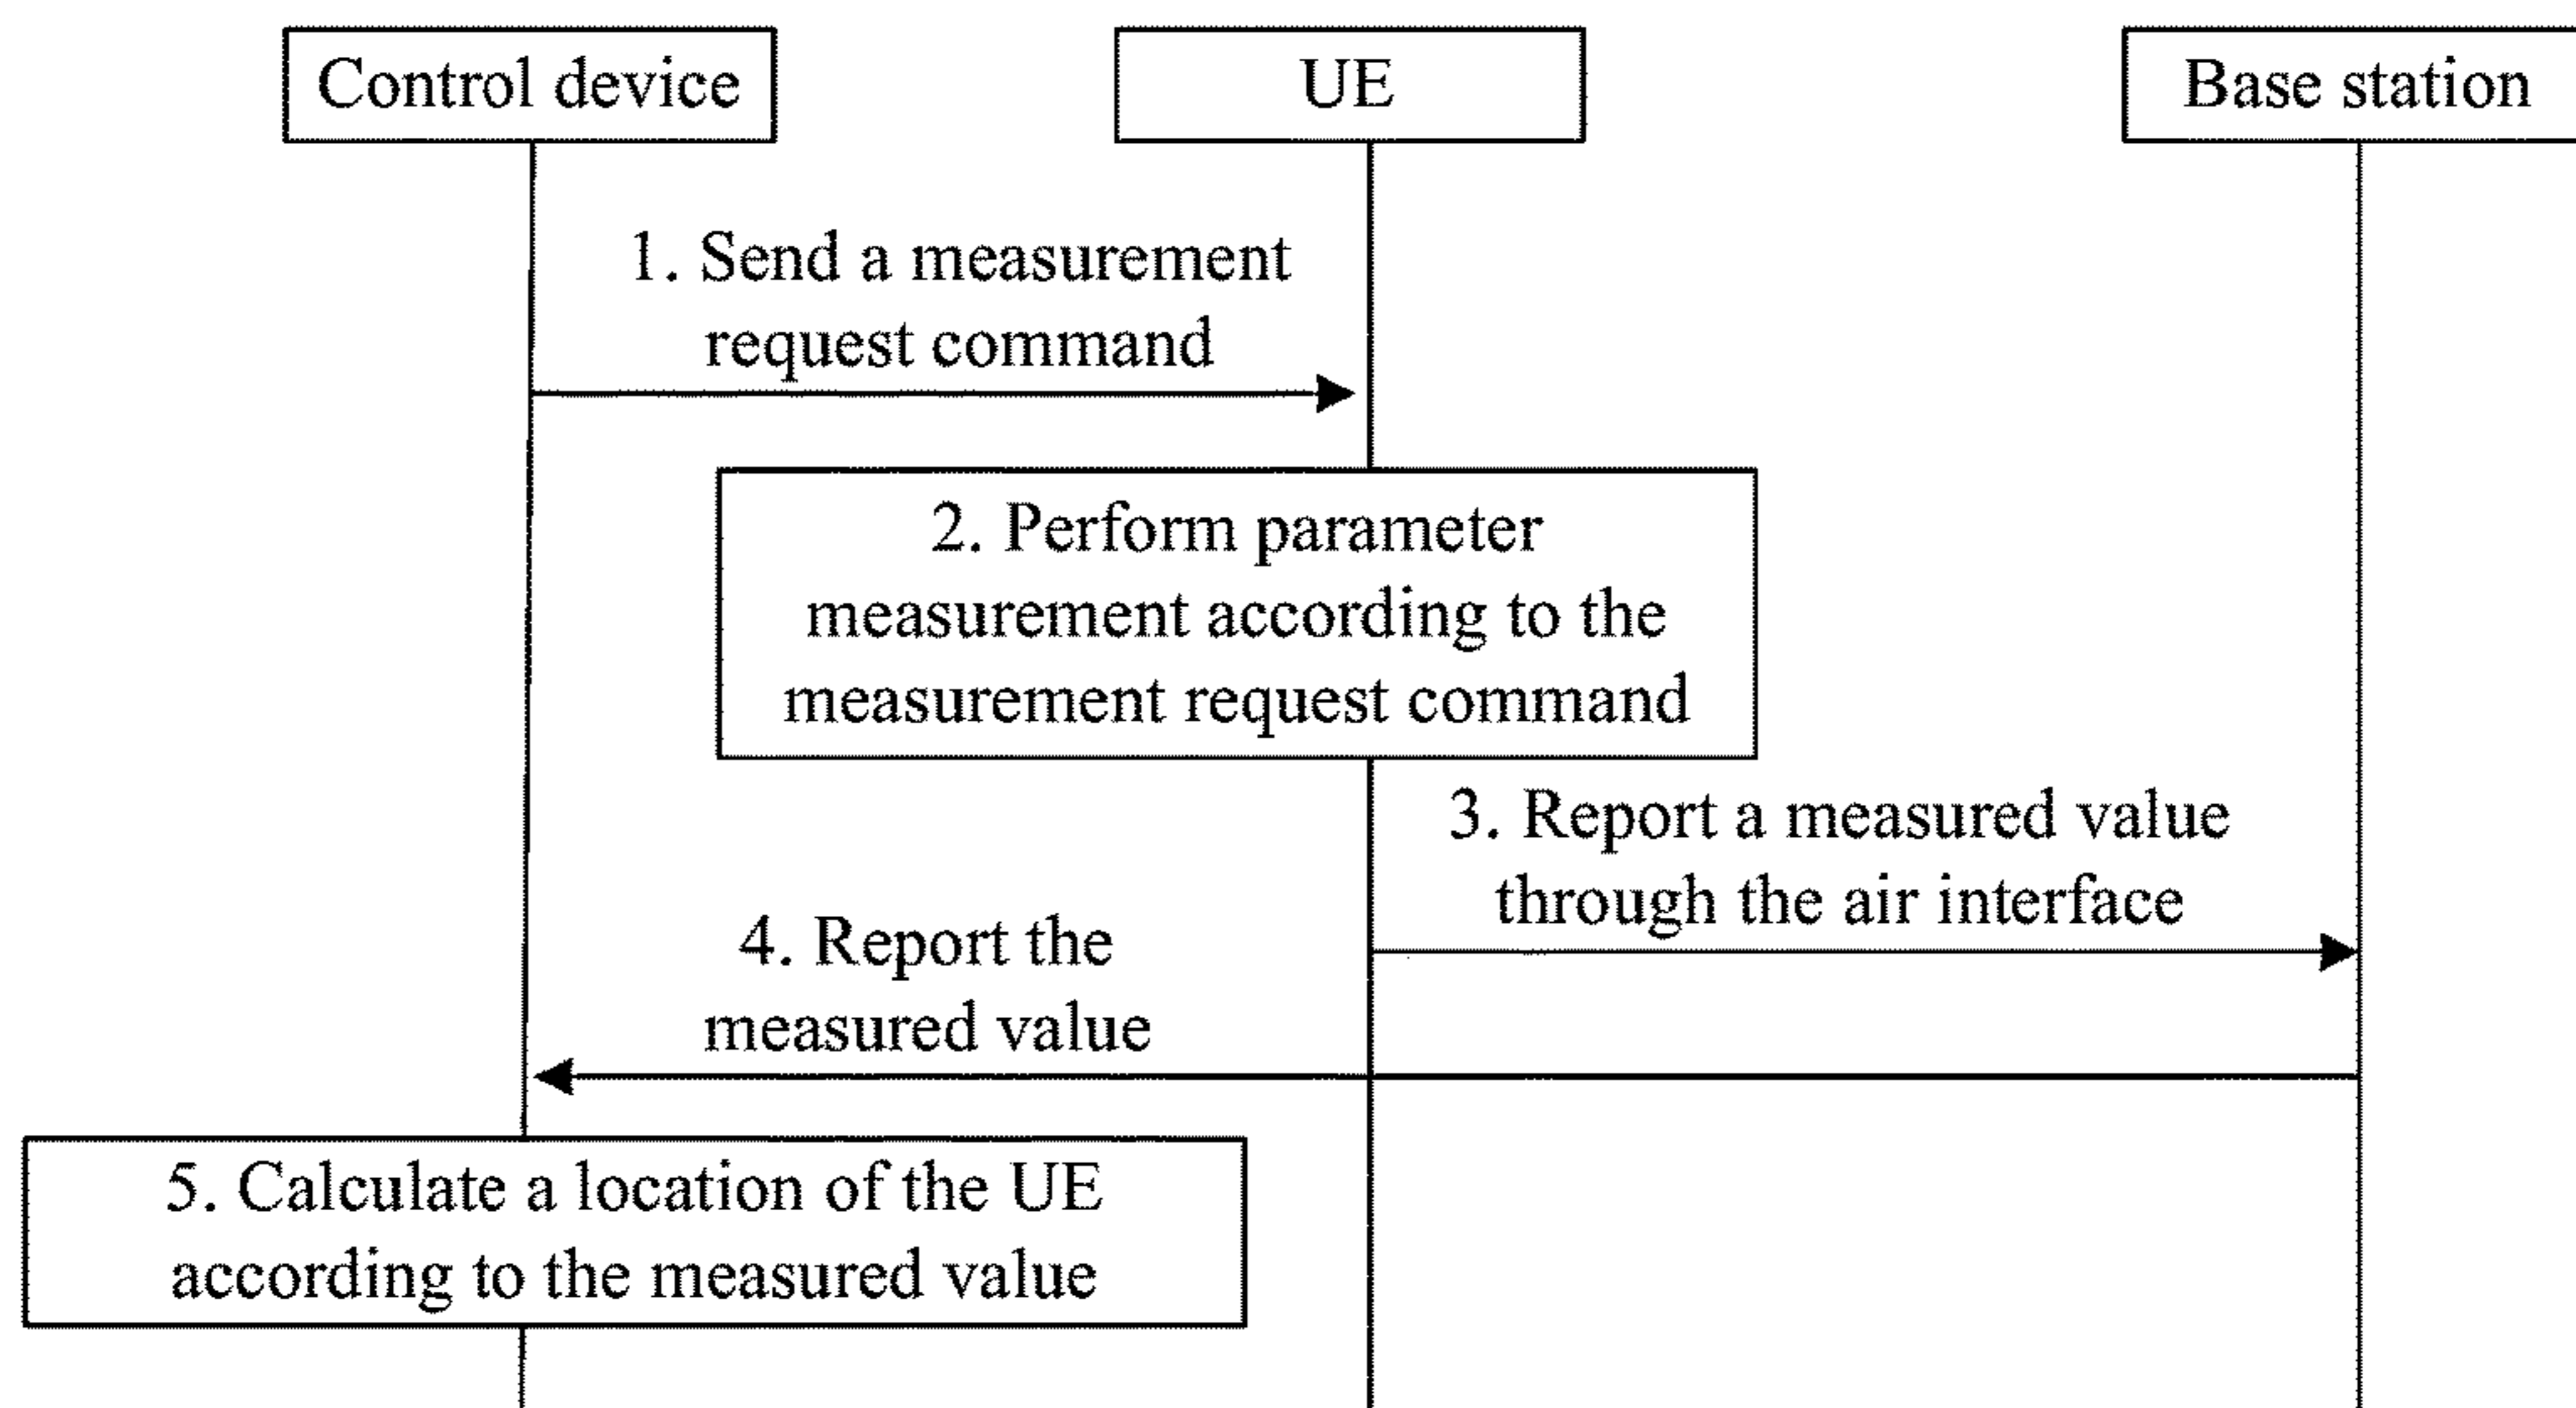 Control device
UE
Base station
1. Send a measurement
request command
2. Perform parameter
measurement according to the
measurement request command
3. Report a measured value
through the air interface
4. Report the
measured value
5. Calculate a location of the UE
according to the measured value